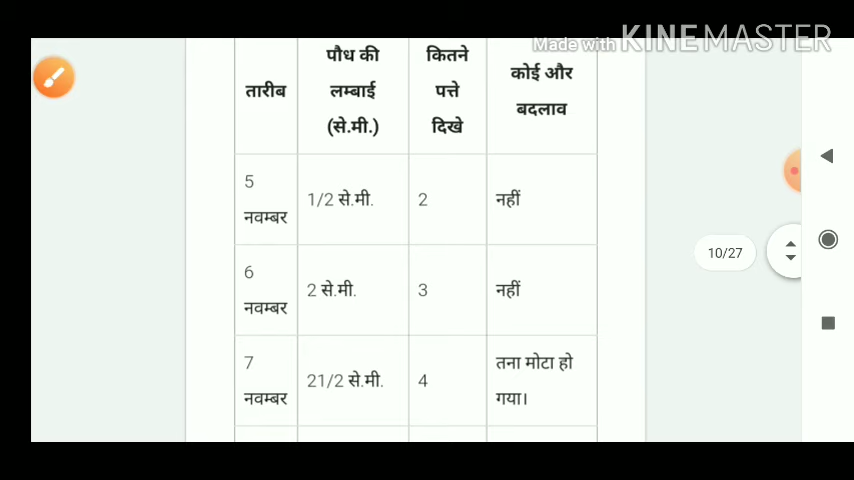 Made with KINEMASTER
तारीब
पौध की
लम्बाई
(से.मी.)
कितने
पत्ते
दिखे
कोई और
बदलाव
5
नवम्बर
1/2 से.मी.
2
नहीं
6
नवम्बर
2 से.मी.
3
नहीं
7
नवम्बर
21/2 से.मी.
4
तना मोटा हो
गया।
10/27